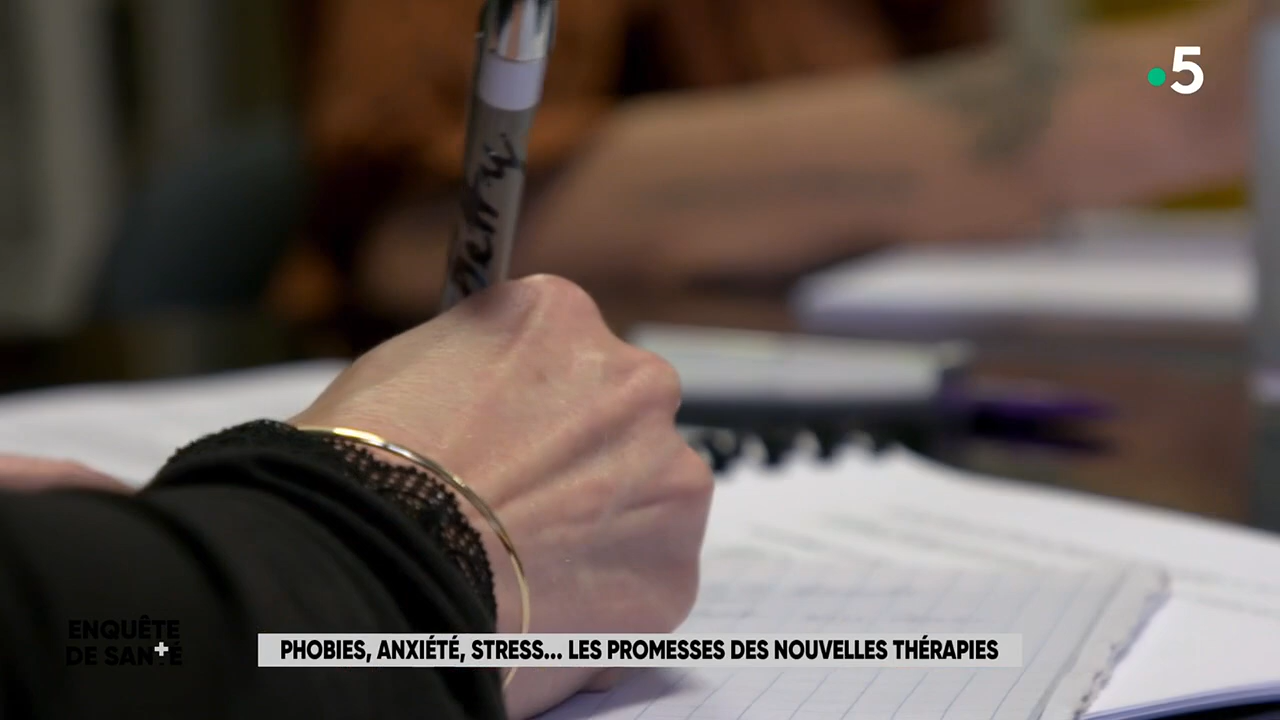 5
ENQUÊTE
DE SANTÉ
+
PHOBIES, ANXIÉTÉ, STRESS... LES PROMESSES DES NOUVELLES THÉRAPIES